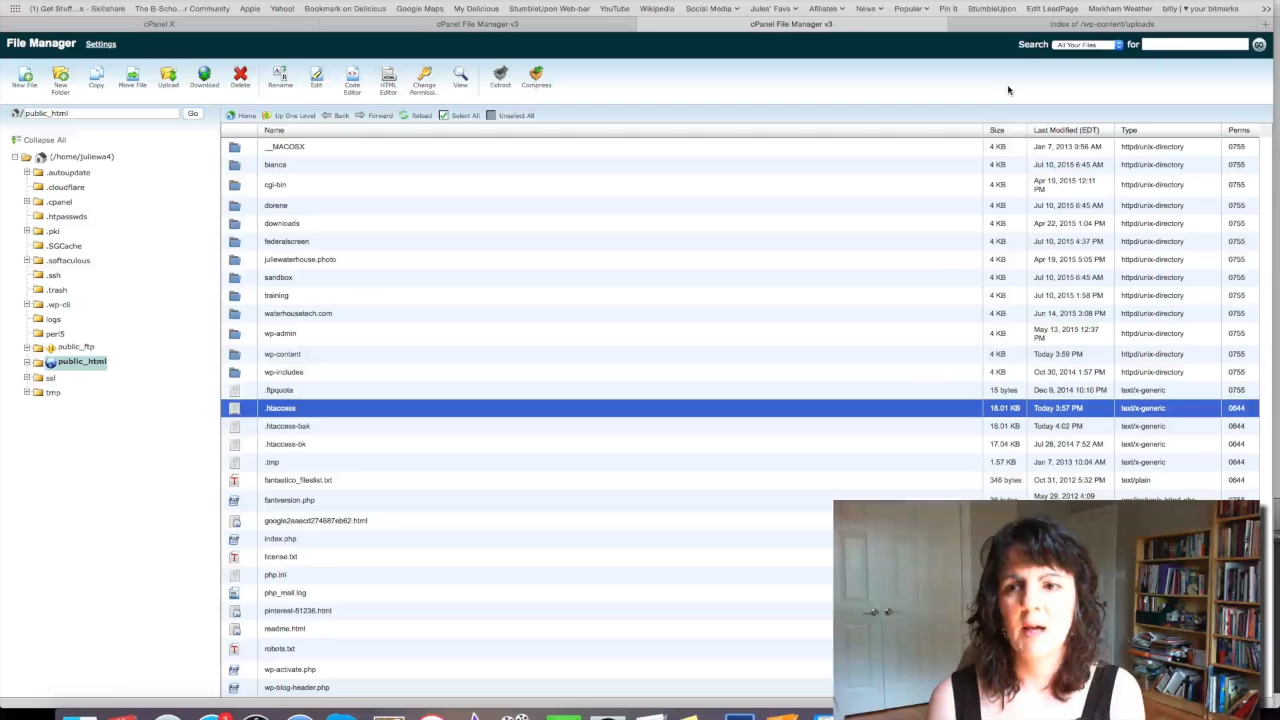 (1) Get Stuff...s - Skillshare The B-Scho...r Community Apple Yahoo! Bookmark on Delicious Google Maps My Delicious StumbleUpon Web-bar YouTube Wikipedia Social Media Jules' Favs Affiliates News Popular Pin It StumbleUpon Edit LeadPage Markham Weather bitly | ♥ your bitmarks >>
cPanel X cPanel File Manager v3 cPanel File Manager v3 Index of /wp-content/uploads +
File Manager Settings Search All Your Files for GO
New File New Folder Copy Move File Upload Download Delete Rename Edit Code Editor HTML Editor Change Permissi... View Extract Compress
/public_html Go Home Up One Level Back Forward Reload Select All Unselect All
Name Size Last Modified (EDT) Type Perms
Collapse All
(/home/juliewa4)
.autoupdate
.cloudflare
.cpanel
.htpasswds
.pki
.SGCache
.softaculous
.ssh
.trash
.wp-cli
logs
perl5
public_ftp
public_html
ssl
tmp
__MACOSX 4 KB Jan 7, 2013 9:56 AM httpd/unix-directory 0755
bianca 4 KB Jul 10, 2015 6:45 AM httpd/unix-directory 0755
cgi-bin 4 KB Apr 19, 2015 12:11 PM httpd/unix-directory 0755
dorene 4 KB Jul 10, 2015 6:45 AM httpd/unix-directory 0755
downloads 4 KB Apr 22, 2015 1:04 PM httpd/unix-directory 0755
federalscreen 4 KB Jul 10, 2015 4:37 PM httpd/unix-directory 0755
juliewaterhouse.photo 4 KB Apr 19, 2015 5:05 PM httpd/unix-directory 0755
sandbox 4 KB Jul 10, 2015 6:45 AM httpd/unix-directory 0755
training 4 KB Jul 10, 2015 1:58 PM httpd/unix-directory 0755
waterhousetech.com 4 KB Jun 14, 2015 3:08 PM httpd/unix-directory 0755
wp-admin 4 KB May 13, 2015 12:37 PM httpd/unix-directory 0755
wp-content 4 KB Today 3:59 PM httpd/unix-directory 0755
wp-includes 4 KB Oct 30, 2014 1:57 PM httpd/unix-directory 0755
.ftpquota 15 bytes Dec 9, 2014 10:10 PM text/x-generic 0755
.htaccess 18.01 KB Today 3:57 PM text/x-generic 0644
.htaccess-bak 18.01 KB Today 4:02 PM text/x-generic 0644
.htaccess-bk 17.04 KB Jul 28, 2014 7:52 AM text/x-generic 0644
.tmp 1.57 KB Jan 7, 2013 10:04 AM text/x-generic 0644
fantastico_fileslist.txt 346 bytes Oct 31, 2012 5:32 PM text/plain 0644
fantversion.php May 29, 2012 4:09
google2aaecd274687eb62.html
index.php
license.txt
php.ini
php_mail.log
pinterest-51236.html
readme.html
robots.txt
wp-activate.php
wp-blog-header.php